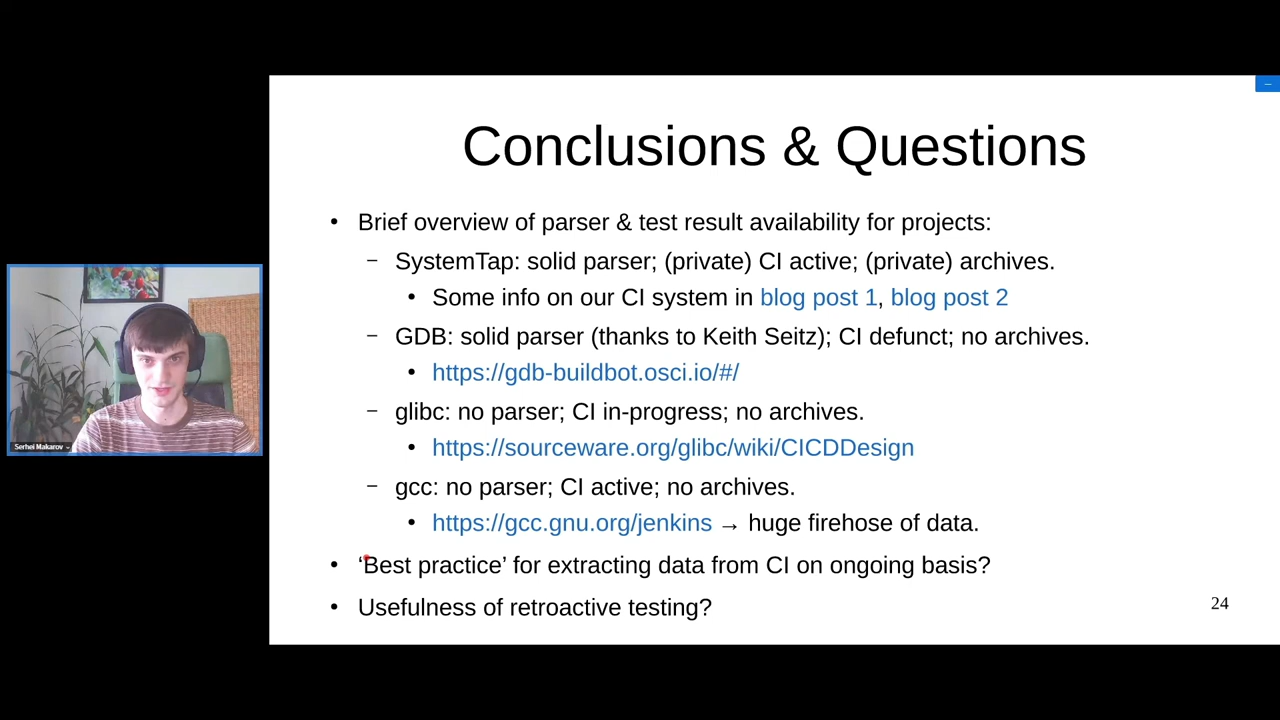 Conclusions & Questions
• Brief overview of parser & test result availability for projects:
– SystemTap: solid parser; (private) CI active; (private) archives.
• Some info on our CI system in blog post 1, blog post 2
– GDB: solid parser (thanks to Keith Seitz); CI defunct; no archives.
• https://gdb-buildbot.osci.io/#/
– glibc: no parser; CI in-progress; no archives.
• https://sourceware.org/glibc/wiki/CICDDesign
– gcc: no parser; CI active; no archives.
• https://gcc.gnu.org/jenkins → huge firehose of data.
• ‘Best practice’ for extracting data from CI on ongoing basis?
• Usefulness of retroactive testing?
24
Serhei Makarov